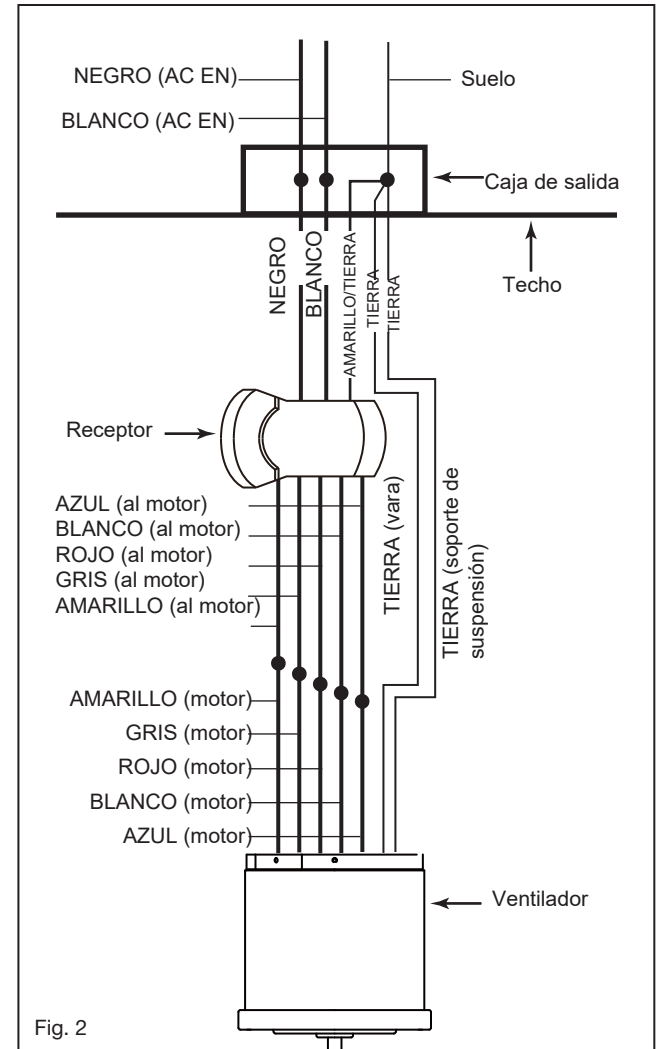 NEGRO (AC EN)
Suelo
BLANCO (AC EN)
Caja de salida
Techo
NEGRO
BLANCO
AMARILLO/TIERRA
TIERRA
TIERRA
Receptor
AZUL (al motor)
BLANCO (al motor)
ROJO (al motor)
GRIS (al motor)
AMARILLO (al motor)
TIERRA (vara)
TIERRA (soporte de
suspensión)
AMARILLO (motor)
GRIS (motor)
ROJO (motor)
BLANCO (motor)
AZUL (motor)
Ventilador
Fig. 2